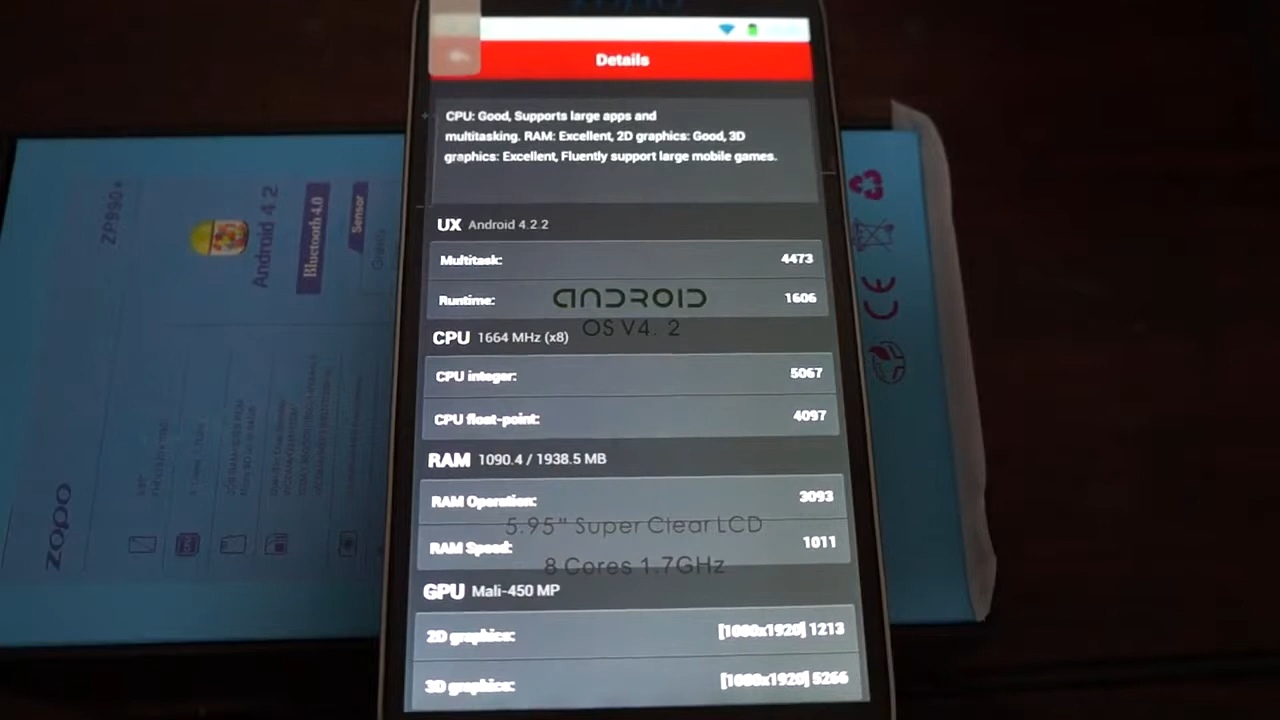 Details
CPU: Good, Supports large apps and
multitasking. RAM: Excellent, 2D graphics: Good, 3D
graphics: Excellent, Fluently support large mobile games.
UX Android 4.2.2
Multitask: 4473
Runtime: 1606
ANDROID
OS V4. 2
CPU 1664 MHz (x8)
CPU integer: 5067
CPU float-point: 4097
RAM 1090.4 / 1938.5 MB
RAM Operation: 3093
5.95" Super Clear LCD
RAM Speed: 1011
8 Cores 1.7GHz
GPU Mali-450 MP
2D graphics: [1080x1920] 1213
3D graphics: [1080x1920] 5266
zopo
ZP990+
Android 4.2
Bluetooth 4.0
Sensor
CE